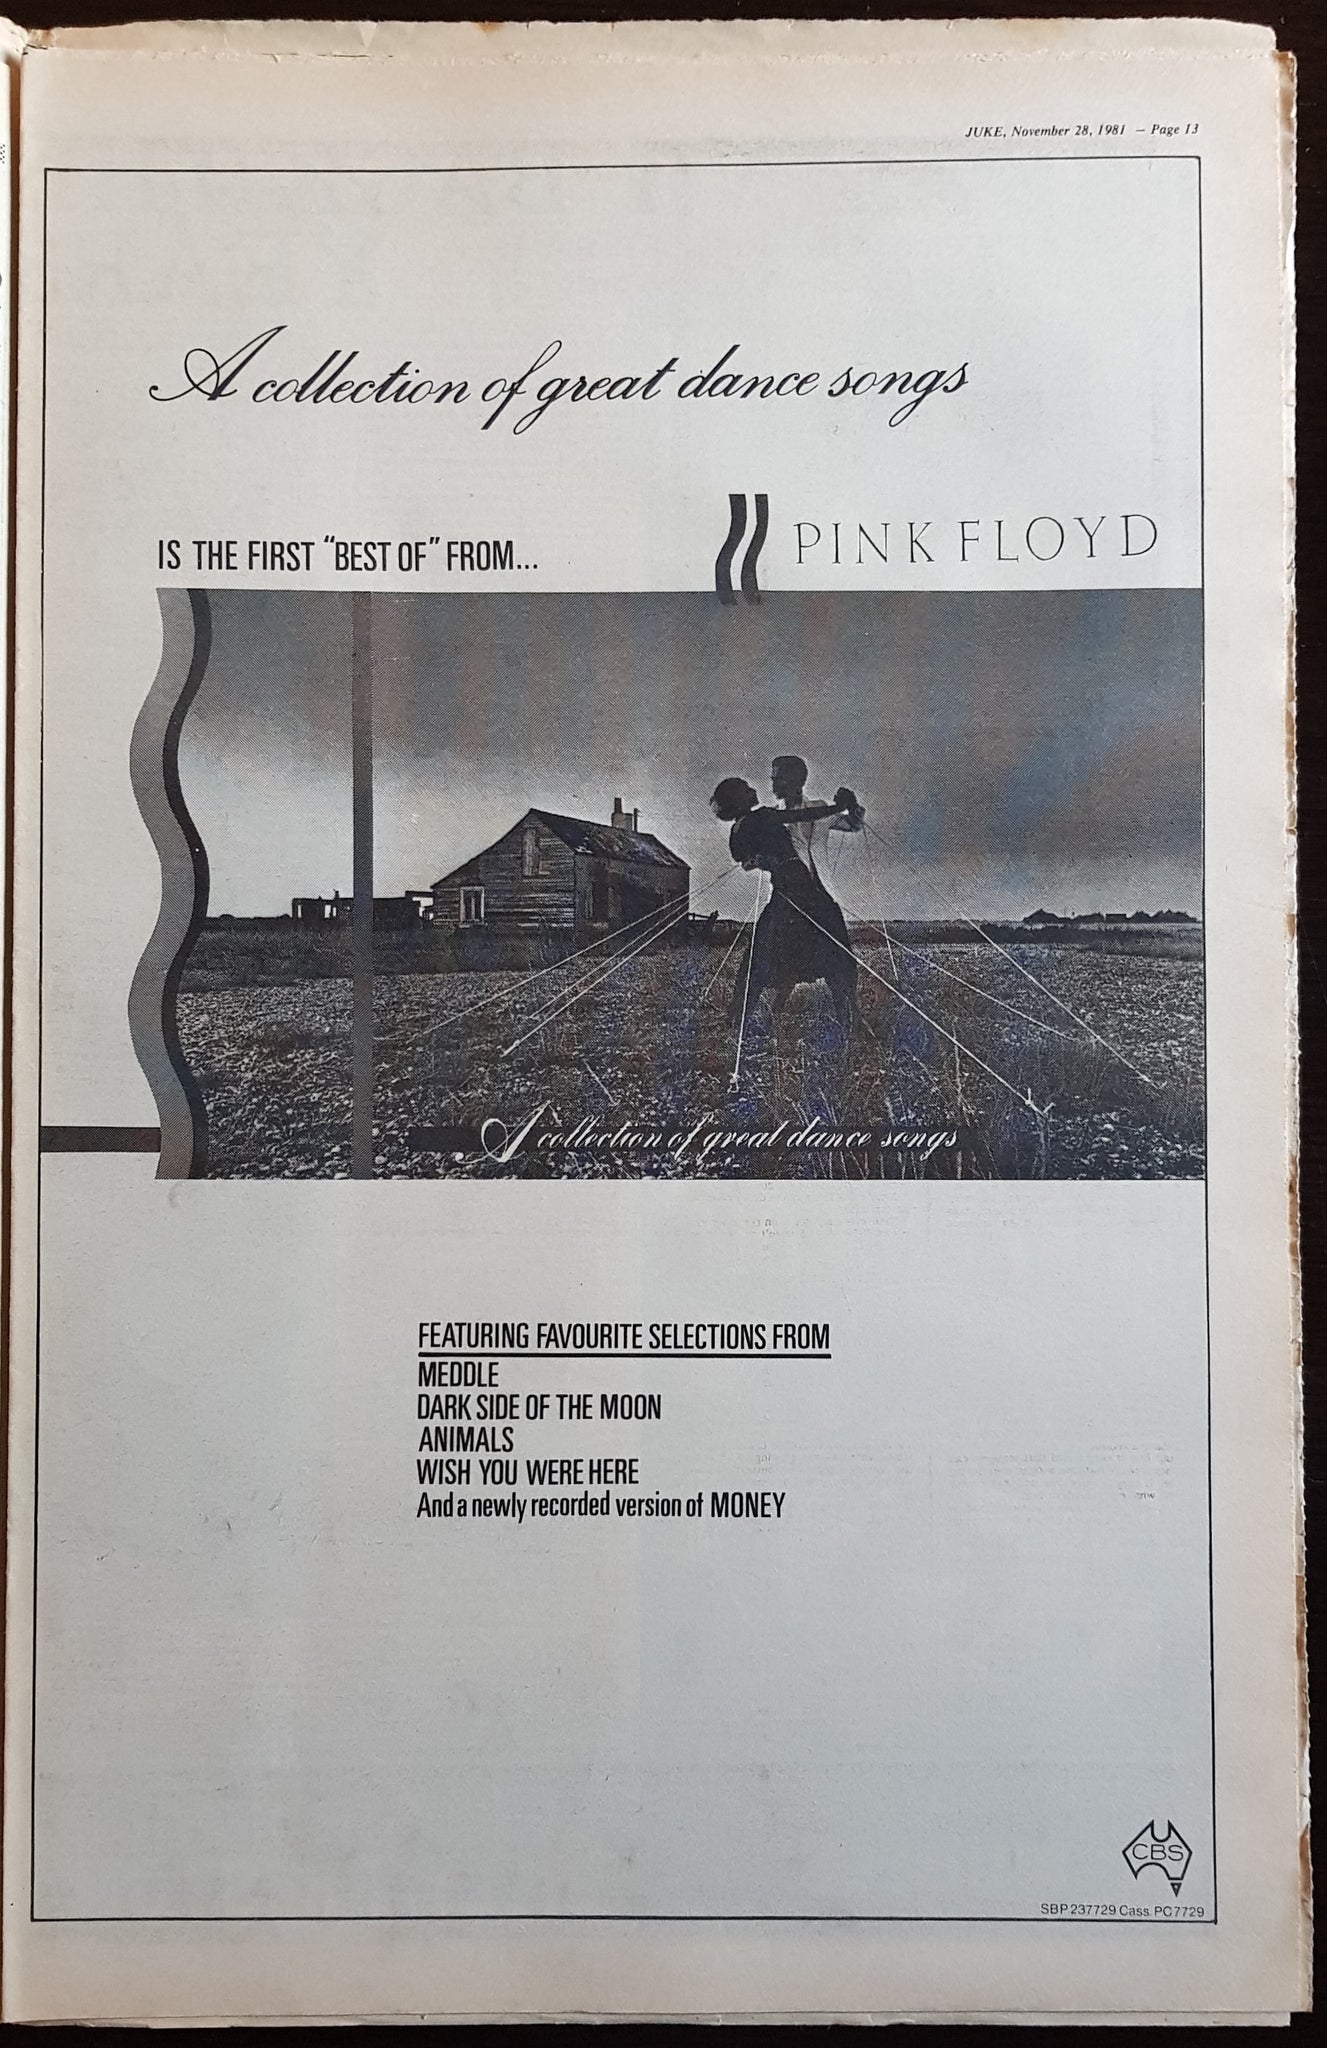 JUKE, November 28, 1981 — Page 13
A collection of great dance songs
IS THE FIRST "BEST OF" FROM...
PINK FLOYD
A collection of great dance songs
FEATURING FAVOURITE SELECTIONS FROM
MEDDLE
DARK SIDE OF THE MOON
ANIMALS
WISH YOU WERE HERE
And a newly recorded version of MONEY
CBS
SBP 237729 Cass. PC7729